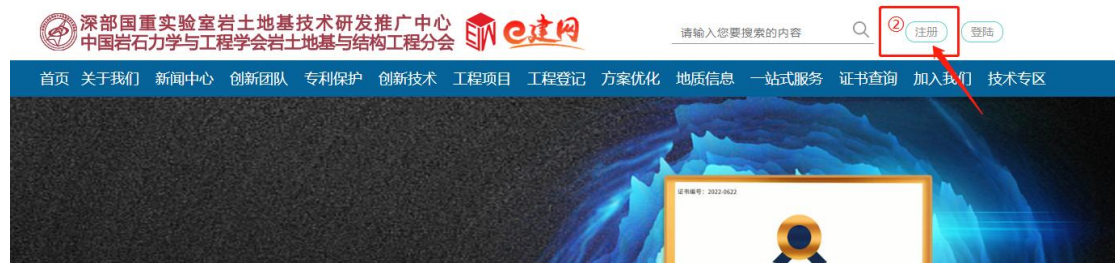 深部国重实验室岩土地基技术研发推广中心
中国岩石力学与工程学会岩土地基与结构工程分会
e建网
请输入您要搜索的内容
②
注册
登陆
首页 关于我们 新闻中心 创新团队 专利保护 创新技术 工程项目 工程登记 方案优化 地质信息 一站式服务 证书查询 加入我们 技术专区
证书编号：2022-0622